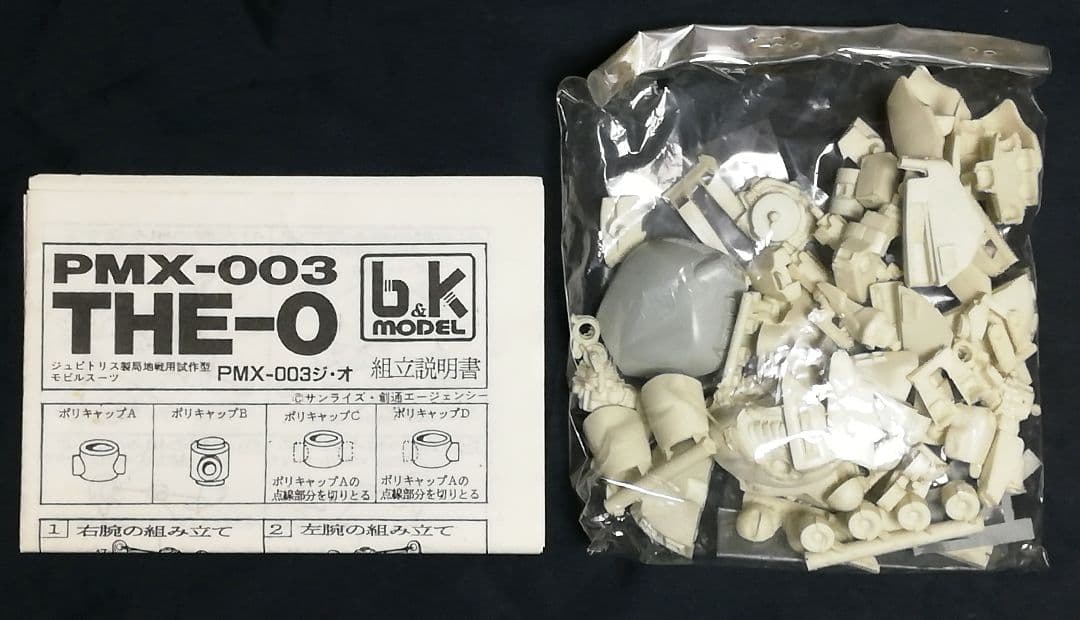 PMX-003
THE-O
b&k
MODEL
ジュピトリス製局地戦用試作型
モビルスーツ
PMX-003ジ・オ
組立説明書
©サンライズ・創通エージェンシー
ポリキャップA
ポリキャップB
ポリキャップC
ポリキャップD
ポリキャップAの
点線部分を切りとる
ポリキャップAの
点線部分を切りとる
1 右腕の組み立て
2 左腕の組み立て